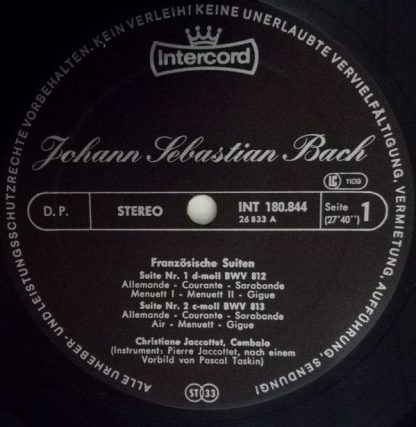 Intercord
Johann Sebastian Bach
LC 1109
D. P. STEREO INT 180.844 Seite 1
26 833 A (27'40'')
Französische Suiten
Suite Nr. 1 d-moll BWV 812
Allemande - Courante - Sarabande
Menuett I - Menuett II - Gigue
Suite Nr. 2 c-moll BWV 813
Allemande - Courante - Sarabande
Air - Menuett - Gigue
Christiane Jaccottet, Cembalo
(Instrument: Pierre Jaccottet, nach einem
Vorbild von Pascal Taskin)
ST 33
ALLE URHEBER- UND LEISTUNGSSCHUTZRECHTE VORBEHALTEN. KEIN VERLEIH! KEINE UNERLAUBTE VERVIELFÄLTIGUNG, VERMIETUNG, AUFFÜHRUNG, SENDUNG!